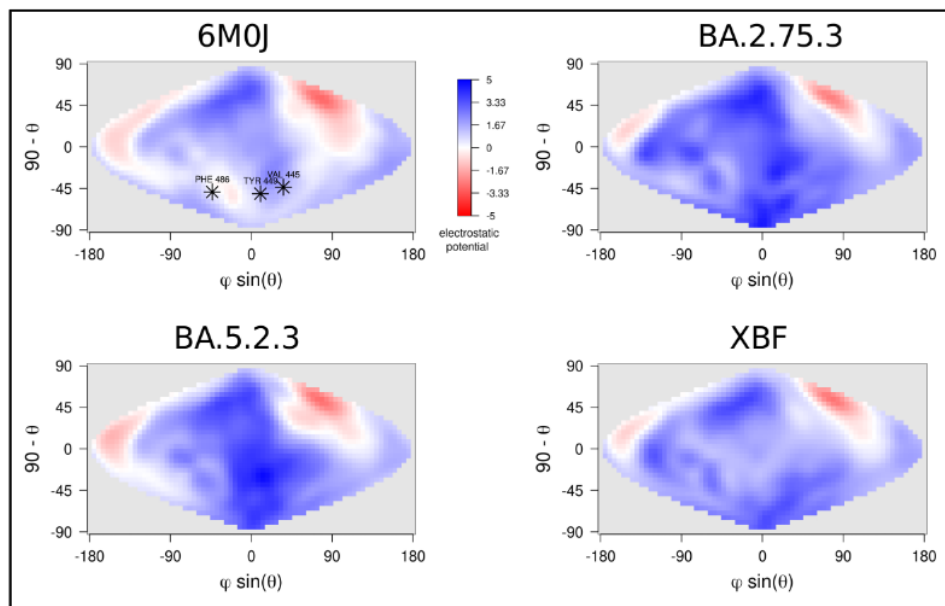 6M0J
90
45
0
-45
-90
90 - θ
PHE 486
TYR 449
VAL 445
-180
-90
0
90
180
φ sin(θ)
5
3.33
1.67
0
-1.67
-3.33
-5
electrostatic
potential
BA.2.75.3
90
45
0
-45
-90
90 - θ
-180
-90
0
90
180
φ sin(θ)
BA.5.2.3
90
45
0
-45
-90
90 - θ
-180
-90
0
90
180
φ sin(θ)
XBF
90
45
0
-45
-90
90 - θ
-180
-90
0
90
180
φ sin(θ)